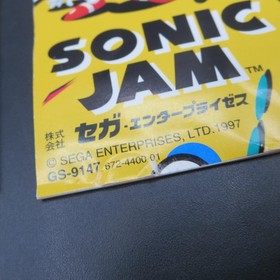 SONIC
JAM™
株式会社 セガ・エンタープライゼス
© SEGA ENTERPRISES, LTD.1997
GS-9147 672-4400 01